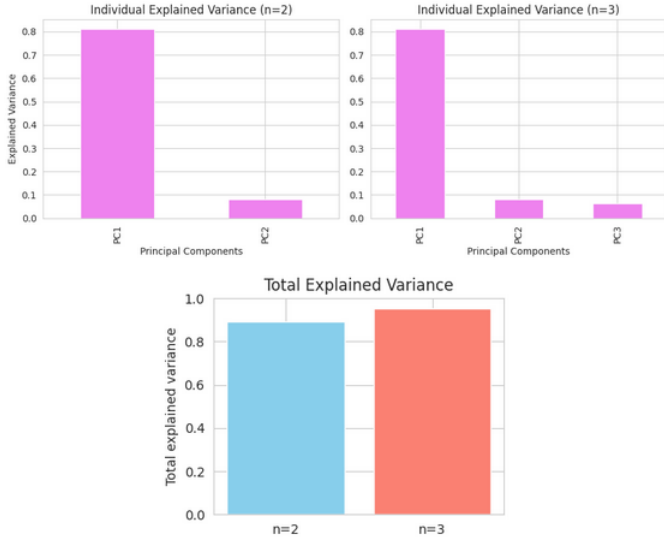 Individual Explained Variance (n=2)
0.8
0.7
0.6
0.5
0.4
0.3
0.2
0.1
0.0
Explained Variance
PC1
PC2
Principal Components
Individual Explained Variance (n=3)
0.8
0.7
0.6
0.5
0.4
0.3
0.2
0.1
0.0
PC1
PC2
PC3
Principal Components
Total Explained Variance
1.0
0.8
0.6
0.4
0.2
0.0
Total explained variance
n=2
n=3